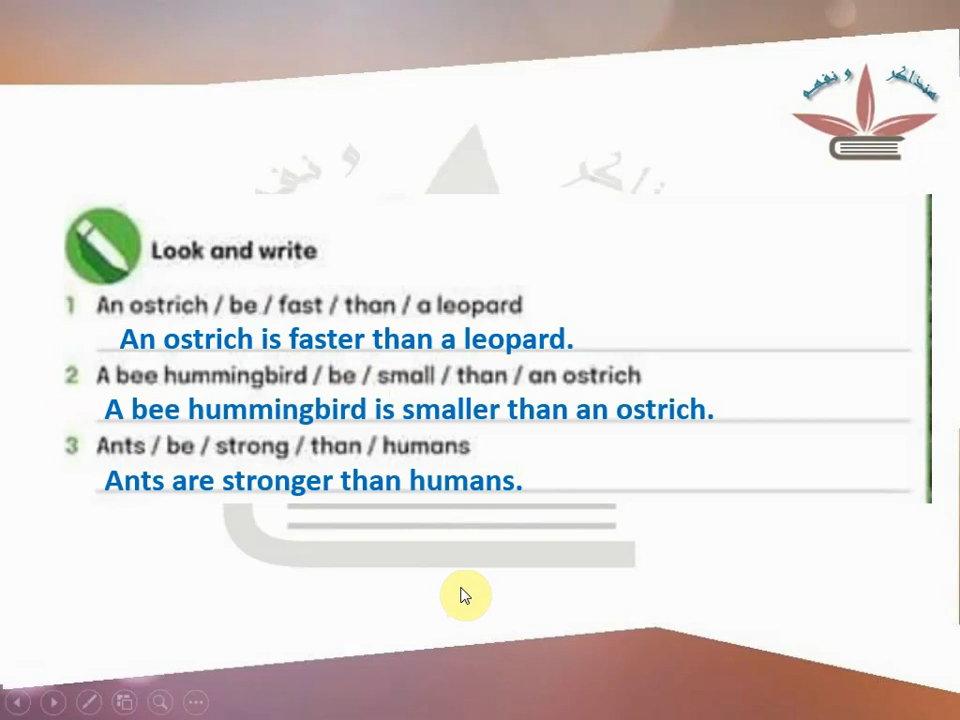 هنذاكر و نفهم
Look and write
1 An ostrich / be / fast / than / a leopard
An ostrich is faster than a leopard.
2 A bee hummingbird / be / small / than / an ostrich
A bee hummingbird is smaller than an ostrich.
3 Ants / be / strong / than / humans
Ants are stronger than humans.